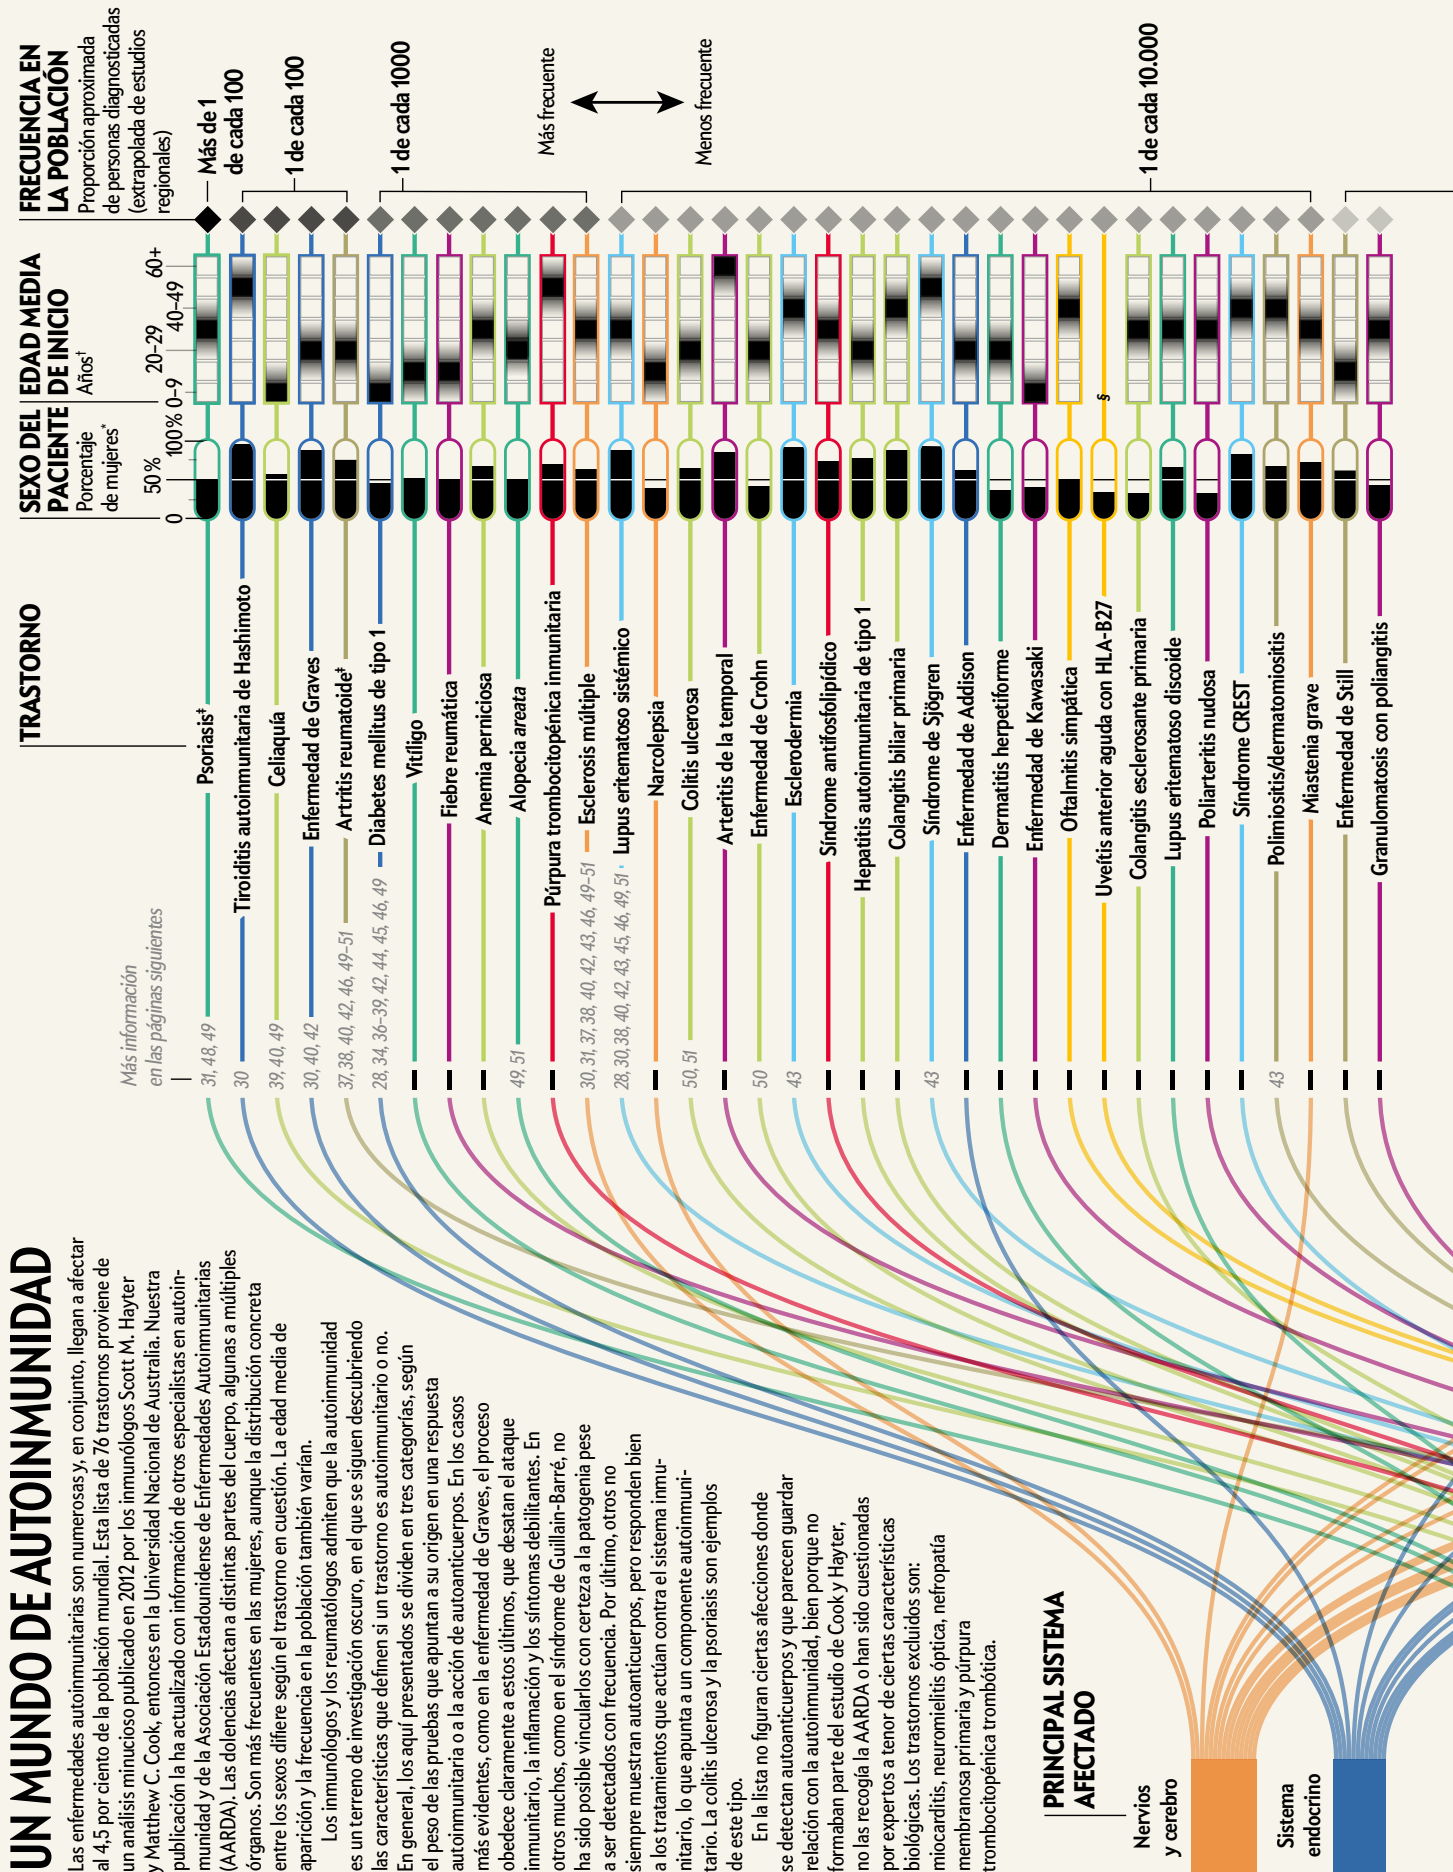 UN MUNDO DE AUTOINMUNIDAD
Las enfermedades autoinmunitarias son numerosas y, en conjunto, llegan a afectar
al 4,5 por ciento de la población mundial. Esta lista de 76 trastornos proviene de
un análisis minucioso publicado en 2012 por los inmunólogos Scott M. Hayter
y Matthew C. Cook, entonces en la Universidad Nacional de Australia. Nuestra
publicación la ha actualizado con información de otros especialistas en autoin-
munidad y de la Asociación Estadounidense de Enfermedades Autoinmunitarias
(AARDA). Las dolencias afectan a distintas partes del cuerpo, algunas a múltiples
órganos. Son más frecuentes en las mujeres, aunque la distribución concreta
entre los sexos difiere según el trastorno en cuestión. La edad media de
aparición y la frecuencia en la población también varían.
Los inmunólogos y los reumatólogos admiten que la autoinmunidad
es un terreno de investigación oscuro, en el que se siguen descubriendo
las características que definen si un trastorno es autoinmunitario o no.
En general, los aquí presentados se dividen en tres categorías, según
el peso de las pruebas que apuntan a su origen en una respuesta
autoinmunitaria o a la acción de autoanticuerpos. En los casos
más evidentes, como en la enfermedad de Graves, el proceso
obedece claramente a estos últimos, que desatan el ataque
inmunitario, la inflamación y los síntomas debilitantes. En
otros muchos, como en el síndrome de Guillain-Barré, no
ha sido posible vincularlos con certeza a la patogenia pese
a ser detectados con frecuencia. Por último, otros no
siempre muestran autoanticuerpos, pero responden bien
a los tratamientos que actúan contra el sistema inmu-
nitario, lo que apunta a un componente autoinmuni-
tario. La colitis ulcerosa y la psoriasis son ejemplos
de este tipo.
En la lista no figuran ciertas afecciones donde
se detectan autoanticuerpos y que parecen guardar
relación con la autoinmunidad, bien porque no
formaban parte del estudio de Cook y Hayter,
no las recogía la AARDA o han sido cuestionadas
por expertos a tenor de ciertas características
biológicas. Los trastornos excluidos son:
miocarditis, neuromielitis óptica, nefropatía
membranosa primaria y púrpura
trombocitopénica trombótica.
PRINCIPAL SISTEMA
AFECTADO
Nervios
y cerebro
Sistema
endocrino
Más información
en las páginas siguientes
TRASTORNO
SEXO DEL
PACIENTE
Porcentaje
de mujeres*
0
50%
100%
EDAD MEDIA
DE INICIO
Años†
0–9
20–29
40–49
60+
FRECUENCIA EN
LA POBLACIÓN
Proporción aproximada
de personas diagnosticadas
(extrapolada de estudios
regionales)
Más de 1
de cada 100
1 de cada 100
1 de cada 1000
Más frecuente
Menos frecuente
1 de cada 10.000
31, 48, 49 Psoriasis‡
30 Tiroiditis autoinmunitaria de Hashimoto
39, 40, 49 Celiaquía
30, 40, 42 Enfermedad de Graves
37, 38, 40, 42, 46, 49–51 Artritis reumatoide‡
28, 34, 36–39, 42, 44, 45, 46, 49 Diabetes mellitus de tipo 1
Vitíligo
Fiebre reumática
Anemia perniciosa
49, 51 Alopecia areata
Púrpura trombocitopénica inmunitaria
30, 31, 37, 38, 40, 42, 43, 46, 49–51 Esclerosis múltiple
28, 30, 38, 40, 42, 43, 45, 46, 49, 51 Lupus eritematoso sistémico
Narcolepsia
50, 51 Colitis ulcerosa
Arteritis de la temporal
50 Enfermedad de Crohn
43 Esclerodermia
Síndrome antifosfolipídico
Hepatitis autoinmunitaria de tipo 1
Colangitis biliar primaria
43 Síndrome de Sjögren
Enfermedad de Addison
Dermatitis herpetiforme
Enfermedad de Kawasaki
Oftalmitis simpática
Uveítis anterior aguda con HLA-B27 §
Colangitis esclerosante primaria
Lupus eritematoso discoide
Poliarteritis nudosa
Síndrome CREST
43 Polimiositis/dermatomiositis
Miastenia grave
Enfermedad de Still
Granulomatosis con poliangitis